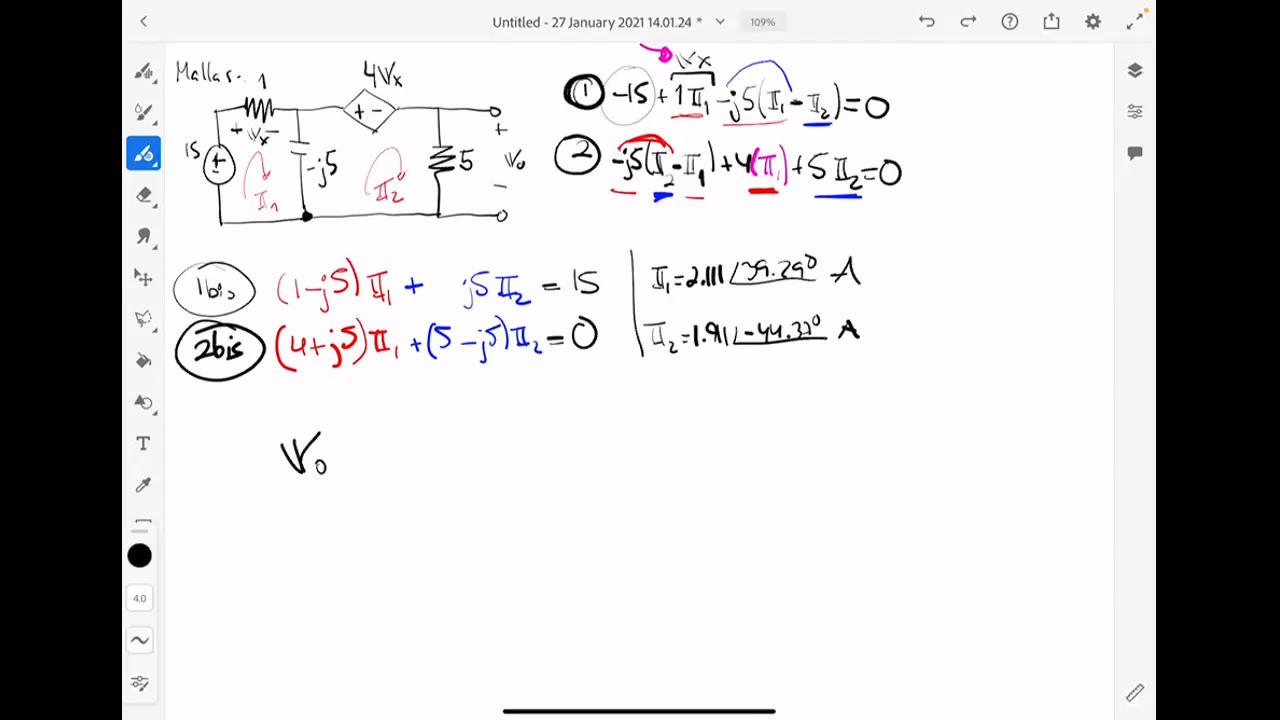 Untitled - 27 January 2021 14.01.24 *
109%
Mallas.
1
4Vx
+ Vx -
15
-j5
5
+ -
+
Vo
-
I1
I2
Vx
① -15 + 1I1 -j5(I1 - I2) = 0
② -j5(I2 - I1) + 4(I1) + 5I2 = 0
1bis (1-j5)I1 + j5I2 = 15
2bis (4+j5)I1 + (5-j5)I2 = 0
I1 = 2.111∠39.29° A
I2 = 1.911∠-44.37° A
Vo
T
4.0